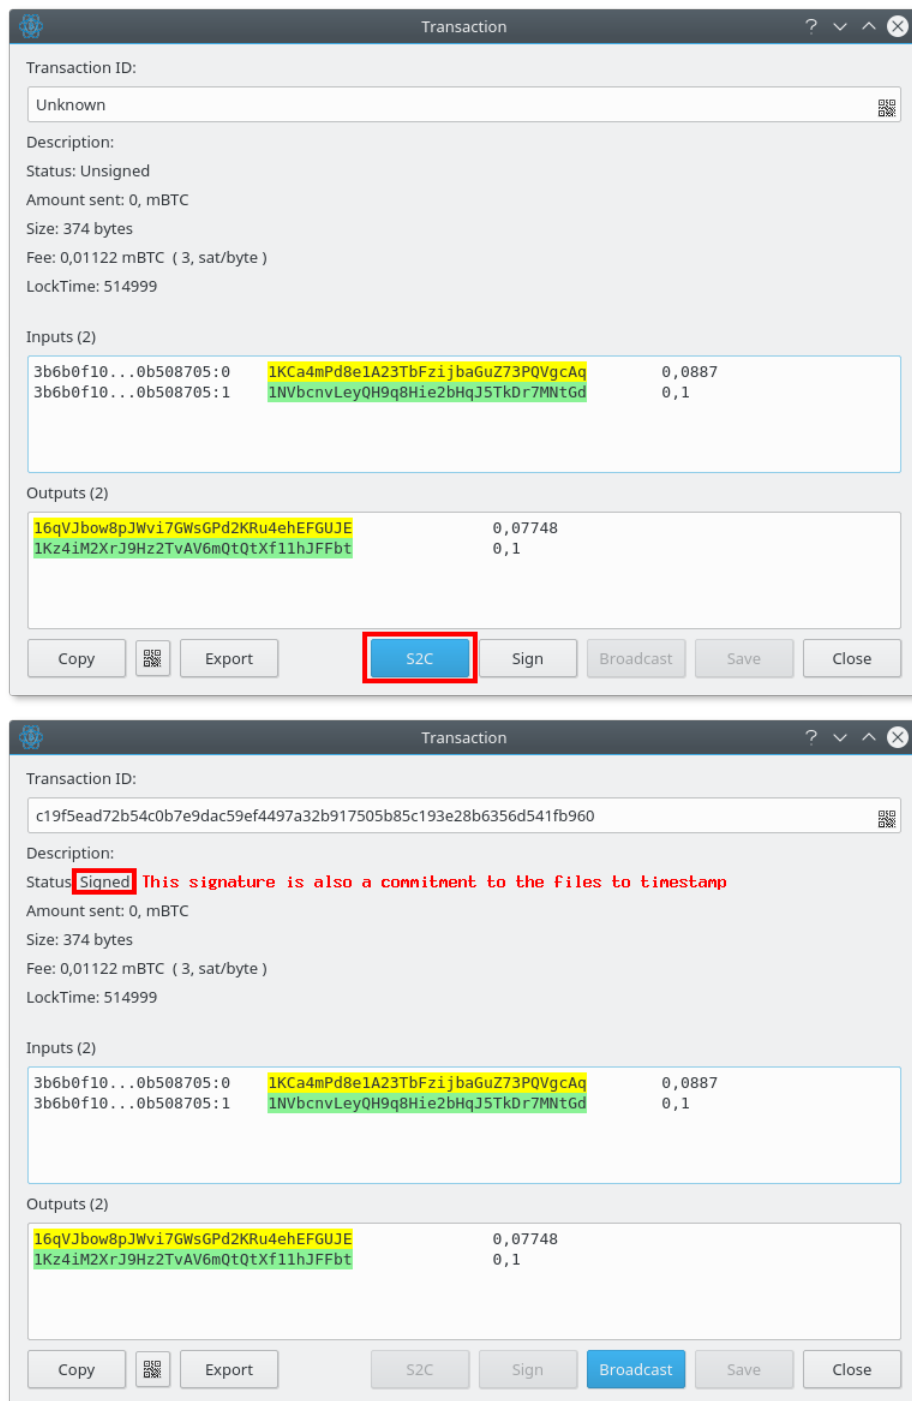 Transaction
Transaction ID:
Unknown
Description:
Status: Unsigned
Amount sent: 0, mBTC
Size: 374 bytes
Fee: 0,01122 mBTC  ( 3, sat/byte )
LockTime: 514999
Inputs (2)
3b6b0f10...0b508705:0 1KCa4mPd8e1A23TbFzijbaGuZ73PQVgcAq 0,0887
3b6b0f10...0b508705:1 1NVbcnvLeyQH9q8Hie2bHqJ5TkDr7MNtGd 0,1
Outputs (2)
16qVJbow8pJWvi7GWsGPd2KRu4ehEFGUJE 0,07748
1Kz4iM2XrJ9Hz2TvAV6mQtQtXf11hJFFbt 0,1
Copy Export S2C Sign Broadcast Save Close
Transaction
Transaction ID:
c19f5ead72b54c0b7e9dac59ef4497a32b917505b85c193e28b6356d541fb960
Description:
Status Signed This signature is also a commitment to the files to timestamp
Amount sent: 0, mBTC
Size: 374 bytes
Fee: 0,01122 mBTC  ( 3, sat/byte )
LockTime: 514999
Inputs (2)
3b6b0f10...0b508705:0 1KCa4mPd8e1A23TbFzijbaGuZ73PQVgcAq 0,0887
3b6b0f10...0b508705:1 1NVbcnvLeyQH9q8Hie2bHqJ5TkDr7MNtGd 0,1
Outputs (2)
16qVJbow8pJWvi7GWsGPd2KRu4ehEFGUJE 0,07748
1Kz4iM2XrJ9Hz2TvAV6mQtQtXf11hJFFbt 0,1
Copy Export S2C Sign Broadcast Save Close